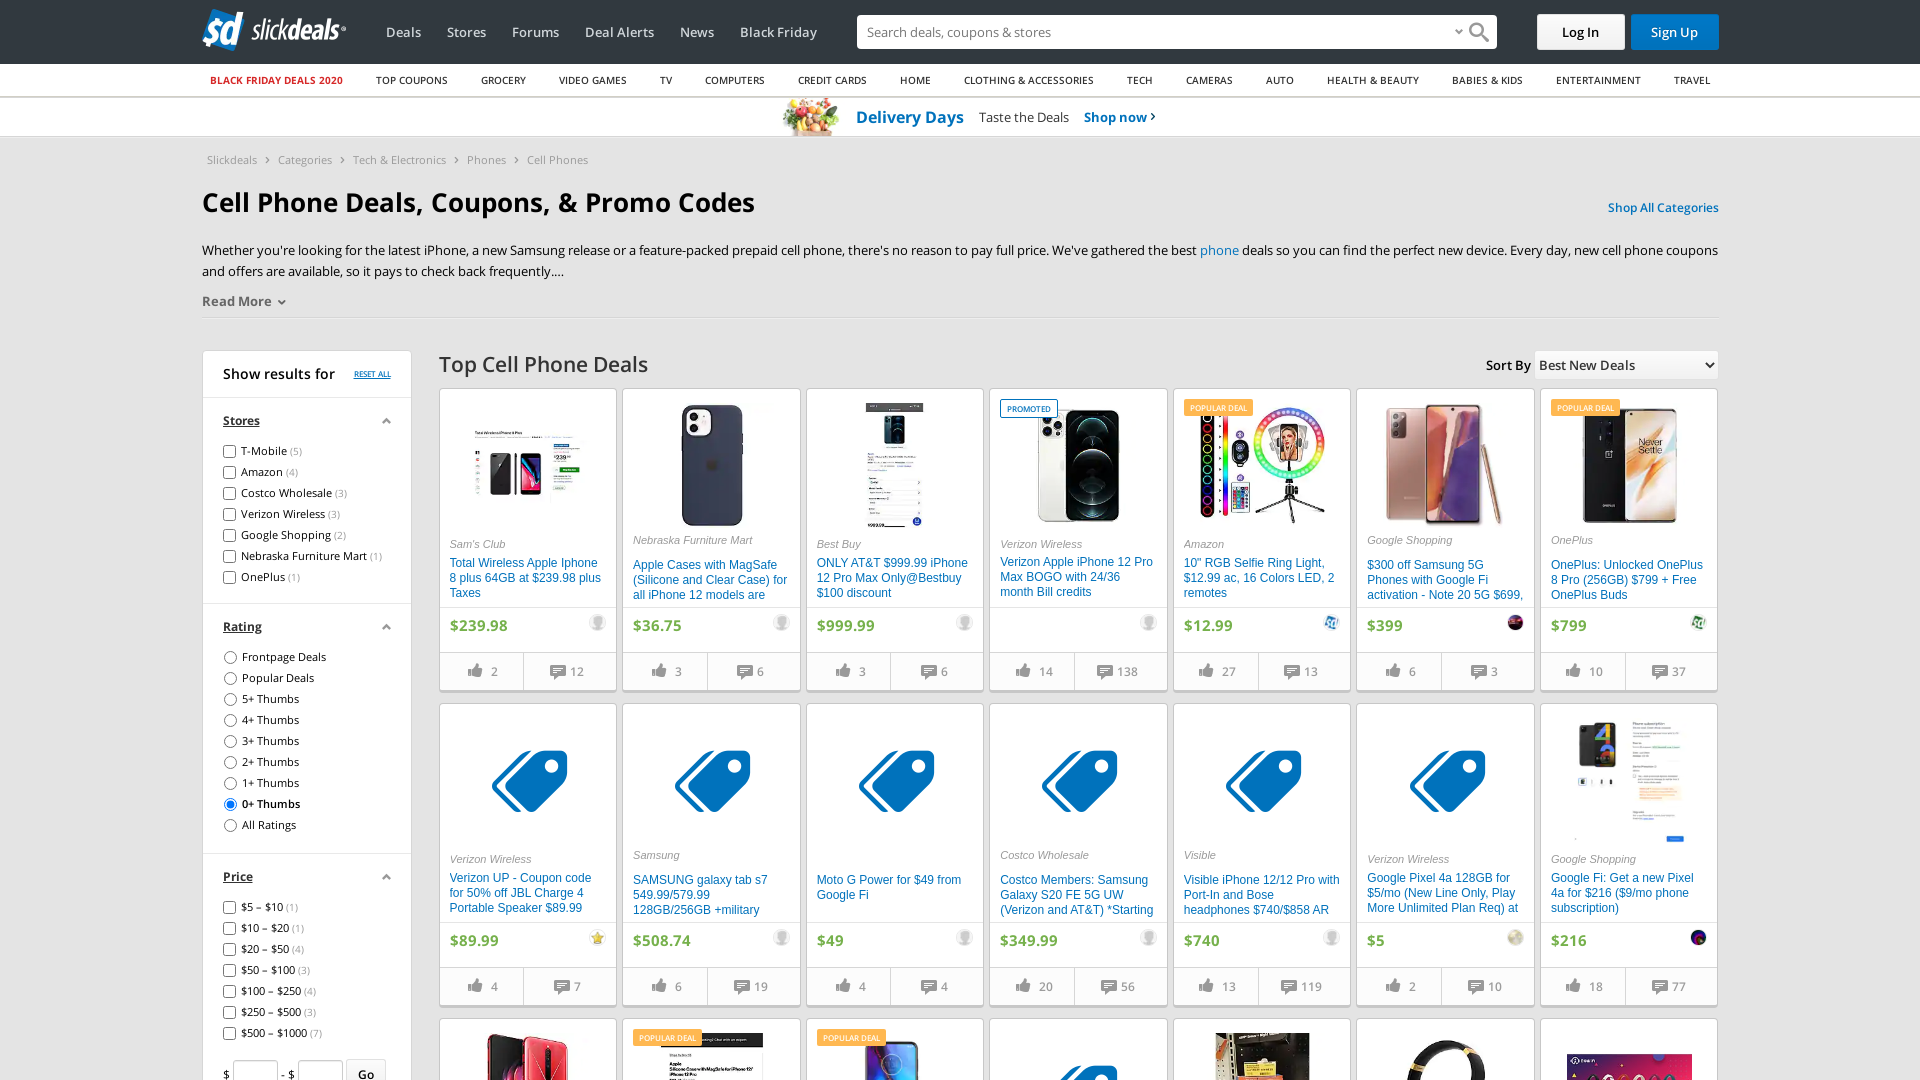 sd slickdeals
Deals Stores Forums Deal Alerts News Black Friday
Search deals, coupons & stores
Log In
Sign Up
BLACK FRIDAY DEALS 2020 TOP COUPONS GROCERY VIDEO GAMES TV COMPUTERS CREDIT CARDS HOME CLOTHING & ACCESSORIES TECH CAMERAS AUTO HEALTH & BEAUTY BABIES & KIDS ENTERTAINMENT TRAVEL
Delivery Days Taste the Deals Shop now
Slickdeals > Categories > Tech & Electronics > Phones > Cell Phones
Cell Phone Deals, Coupons, & Promo Codes
Shop All Categories
Whether you're looking for the latest iPhone, a new Samsung release or a feature-packed prepaid cell phone, there's no reason to pay full price. We've gathered the best phone deals so you can find the perfect new device. Every day, new cell phone coupons
and offers are available, so it pays to check back frequently....
Read More
Show results for RESET ALL
Stores
T-Mobile (5)
Amazon (4)
Costco Wholesale (3)
Verizon Wireless (3)
Google Shopping (2)
Nebraska Furniture Mart (1)
OnePlus (1)
Rating
Frontpage Deals
Popular Deals
5+ Thumbs
4+ Thumbs
3+ Thumbs
2+ Thumbs
1+ Thumbs
0+ Thumbs
All Ratings
Price
$5 – $10 (1)
$10 – $20 (1)
$20 – $50 (4)
$50 – $100 (3)
$100 – $250 (4)
$250 – $500 (3)
$500 – $1000 (7)
$ - $ Go
Top Cell Phone Deals
Sort By Best New Deals
Sam's Club
Total Wireless Apple Iphone
8 plus 64GB at $239.98 plus
Taxes
$239.98
2 12
Nebraska Furniture Mart
Apple Cases with MagSafe
(Silicone and Clear Case) for
all iPhone 12 models are
$36.75
3 6
Best Buy
ONLY AT&T $999.99 iPhone
12 Pro Max Only@Bestbuy
$100 discount
$999.99
3 6
PROMOTED
Verizon Wireless
Verizon Apple iPhone 12 Pro
Max BOGO with 24/36
month Bill credits
14 138
POPULAR DEAL
Amazon
10" RGB Selfie Ring Light,
$12.99 ac, 16 Colors LED, 2
remotes
$12.99
27 13
Google Shopping
$300 off Samsung 5G
Phones with Google Fi
activation - Note 20 5G $699,
$399
6 3
POPULAR DEAL
Never
Settle
OnePlus
OnePlus: Unlocked OnePlus
8 Pro (256GB) $799 + Free
OnePlus Buds
$799
10 37
Verizon Wireless
Verizon UP - Coupon code
for 50% off JBL Charge 4
Portable Speaker $89.99
$89.99
4 7
Samsung
SAMSUNG galaxy tab s7
549.99/579.99
128GB/256GB +military
$508.74
6 19
Moto G Power for $49 from
Google Fi
$49
4 4
Costco Wholesale
Costco Members: Samsung
Galaxy S20 FE 5G UW
(Verizon and AT&T) *Starting
$349.99
20 56
Visible
Visible iPhone 12/12 Pro with
Port-In and Bose
headphones $740/$858 AR
$740
13 119
Verizon Wireless
Google Pixel 4a 128GB for
$5/mo (New Line Only, Play
More Unlimited Plan Req) at
$5
2 10
Google Shopping
Google Fi: Get a new Pixel
4a for $216 ($9/mo phone
subscription)
$216
18 77
POPULAR DEAL
POPULAR DEAL